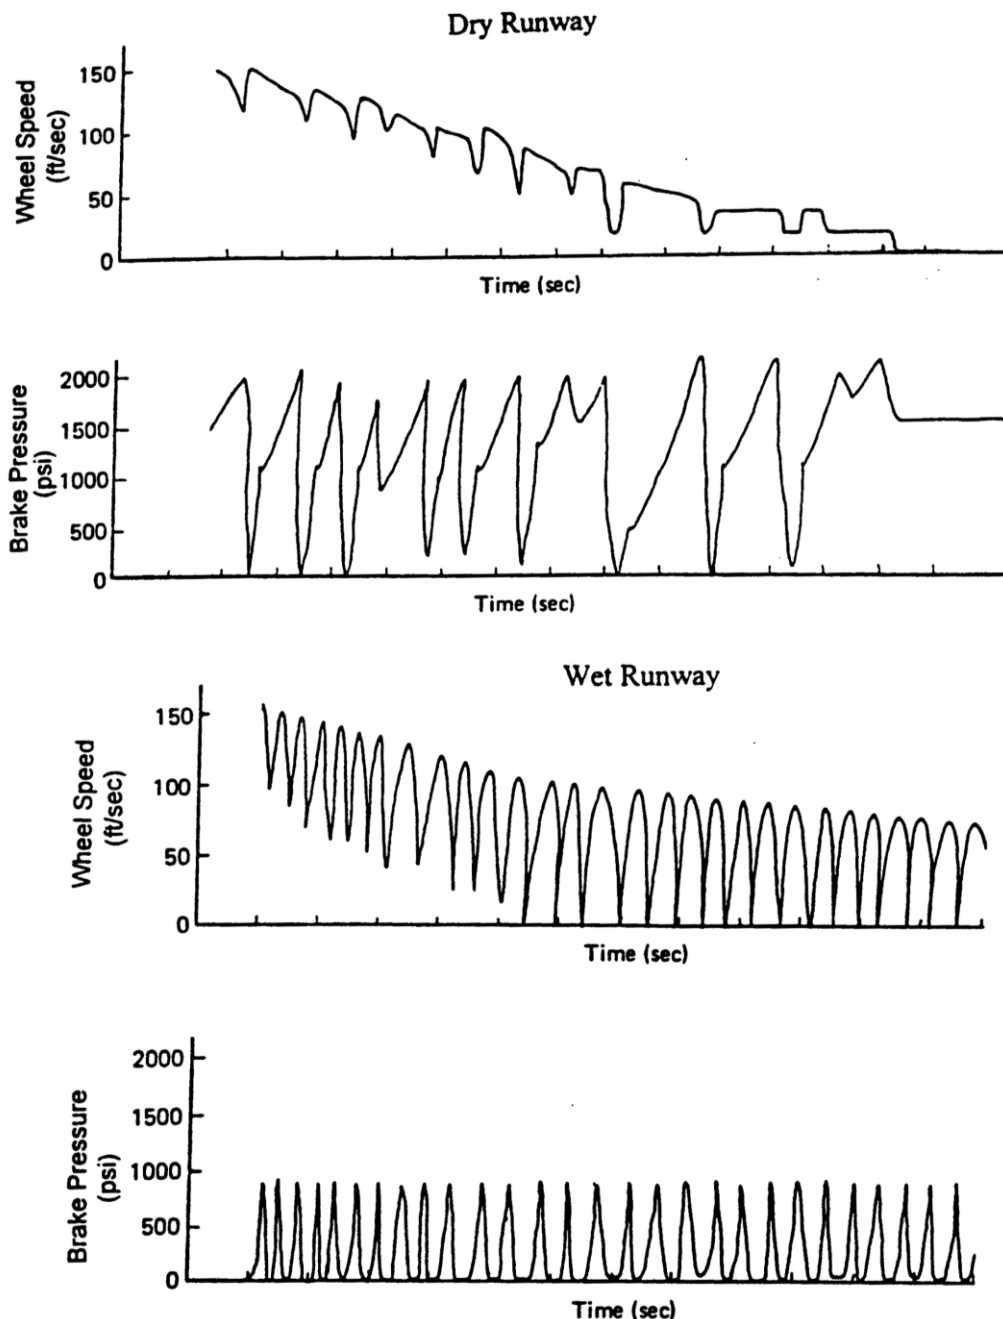 Dry Runway
Wheel Speed
(ft/sec)
150
100
50
0
Time (sec)
Brake Pressure
(psi)
2000
1500
1000
500
0
Time (sec)
Wet Runway
Wheel Speed
(ft/sec)
150
100
50
0
Time (sec)
Brake Pressure
(psi)
2000
1500
1000
500
0
Time (sec)